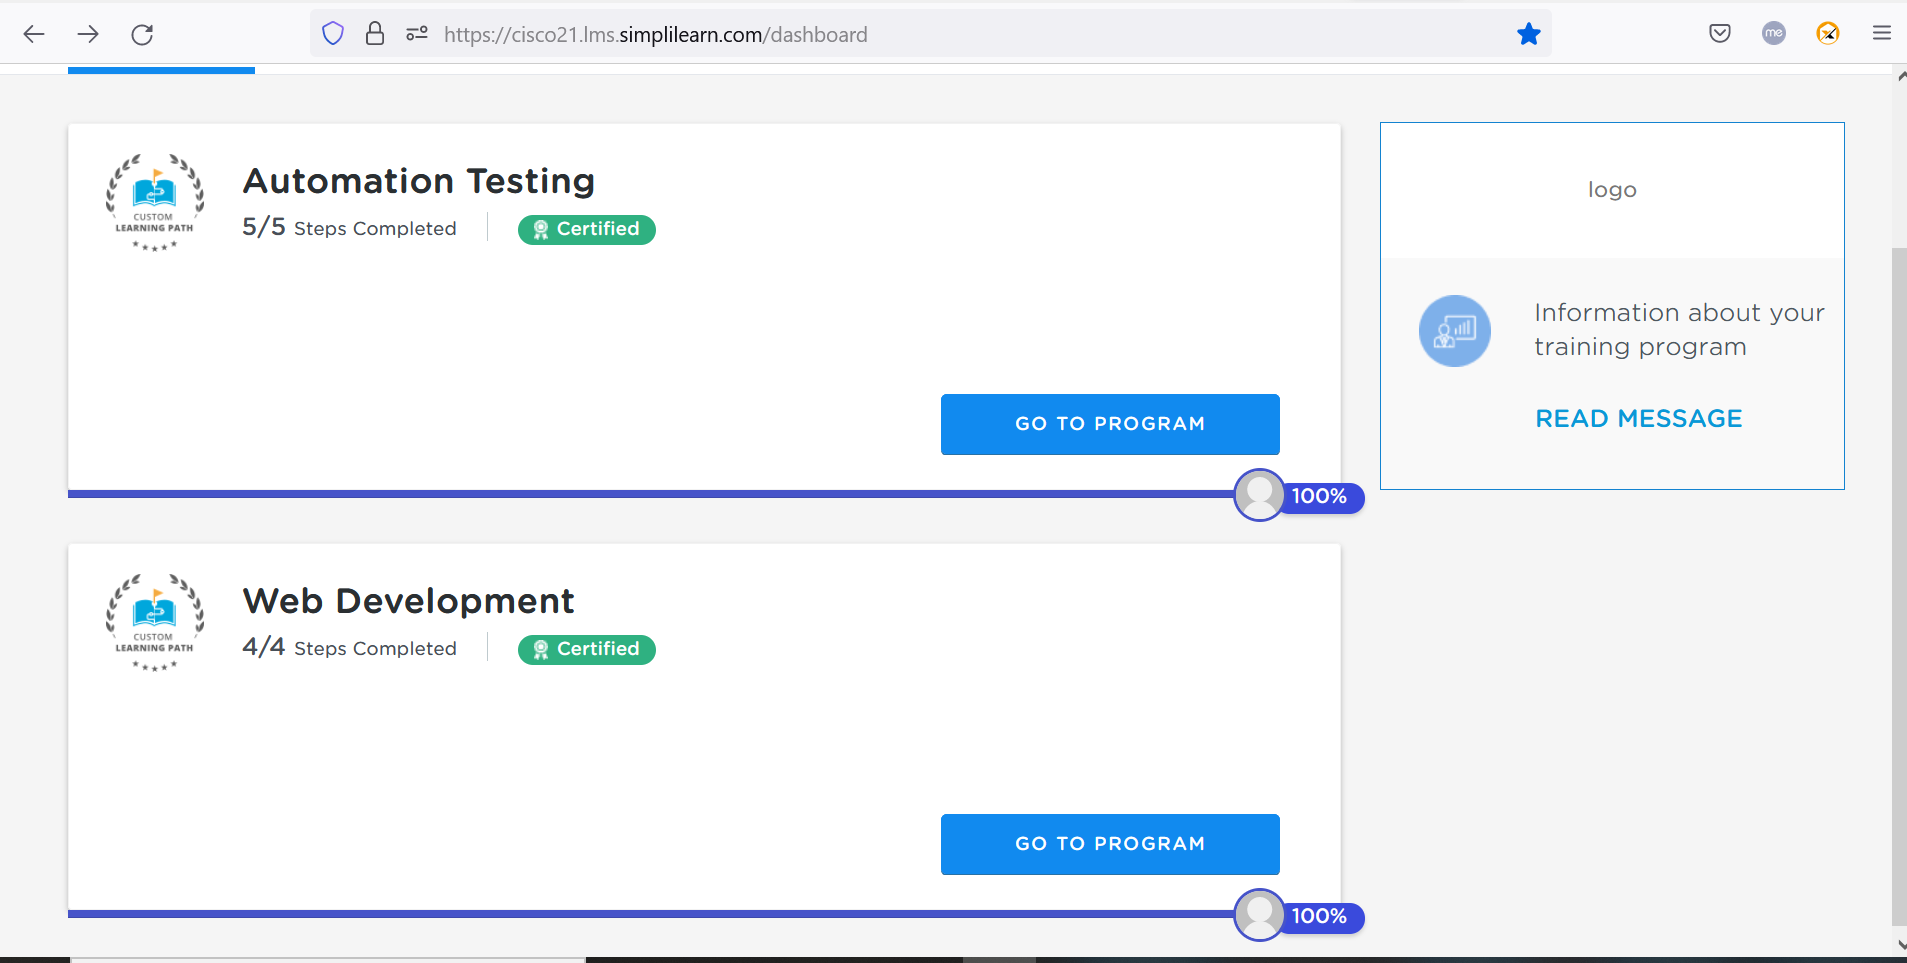 https://cisco21.lms.simplilearn.com/dashboard
me
CUSTOM
LEARNING PATH
Automation Testing
5/5 Steps Completed
Certified
GO TO PROGRAM
100%
logo
Information about your
training program
READ MESSAGE
CUSTOM
LEARNING PATH
Web Development
4/4 Steps Completed
Certified
GO TO PROGRAM
100%